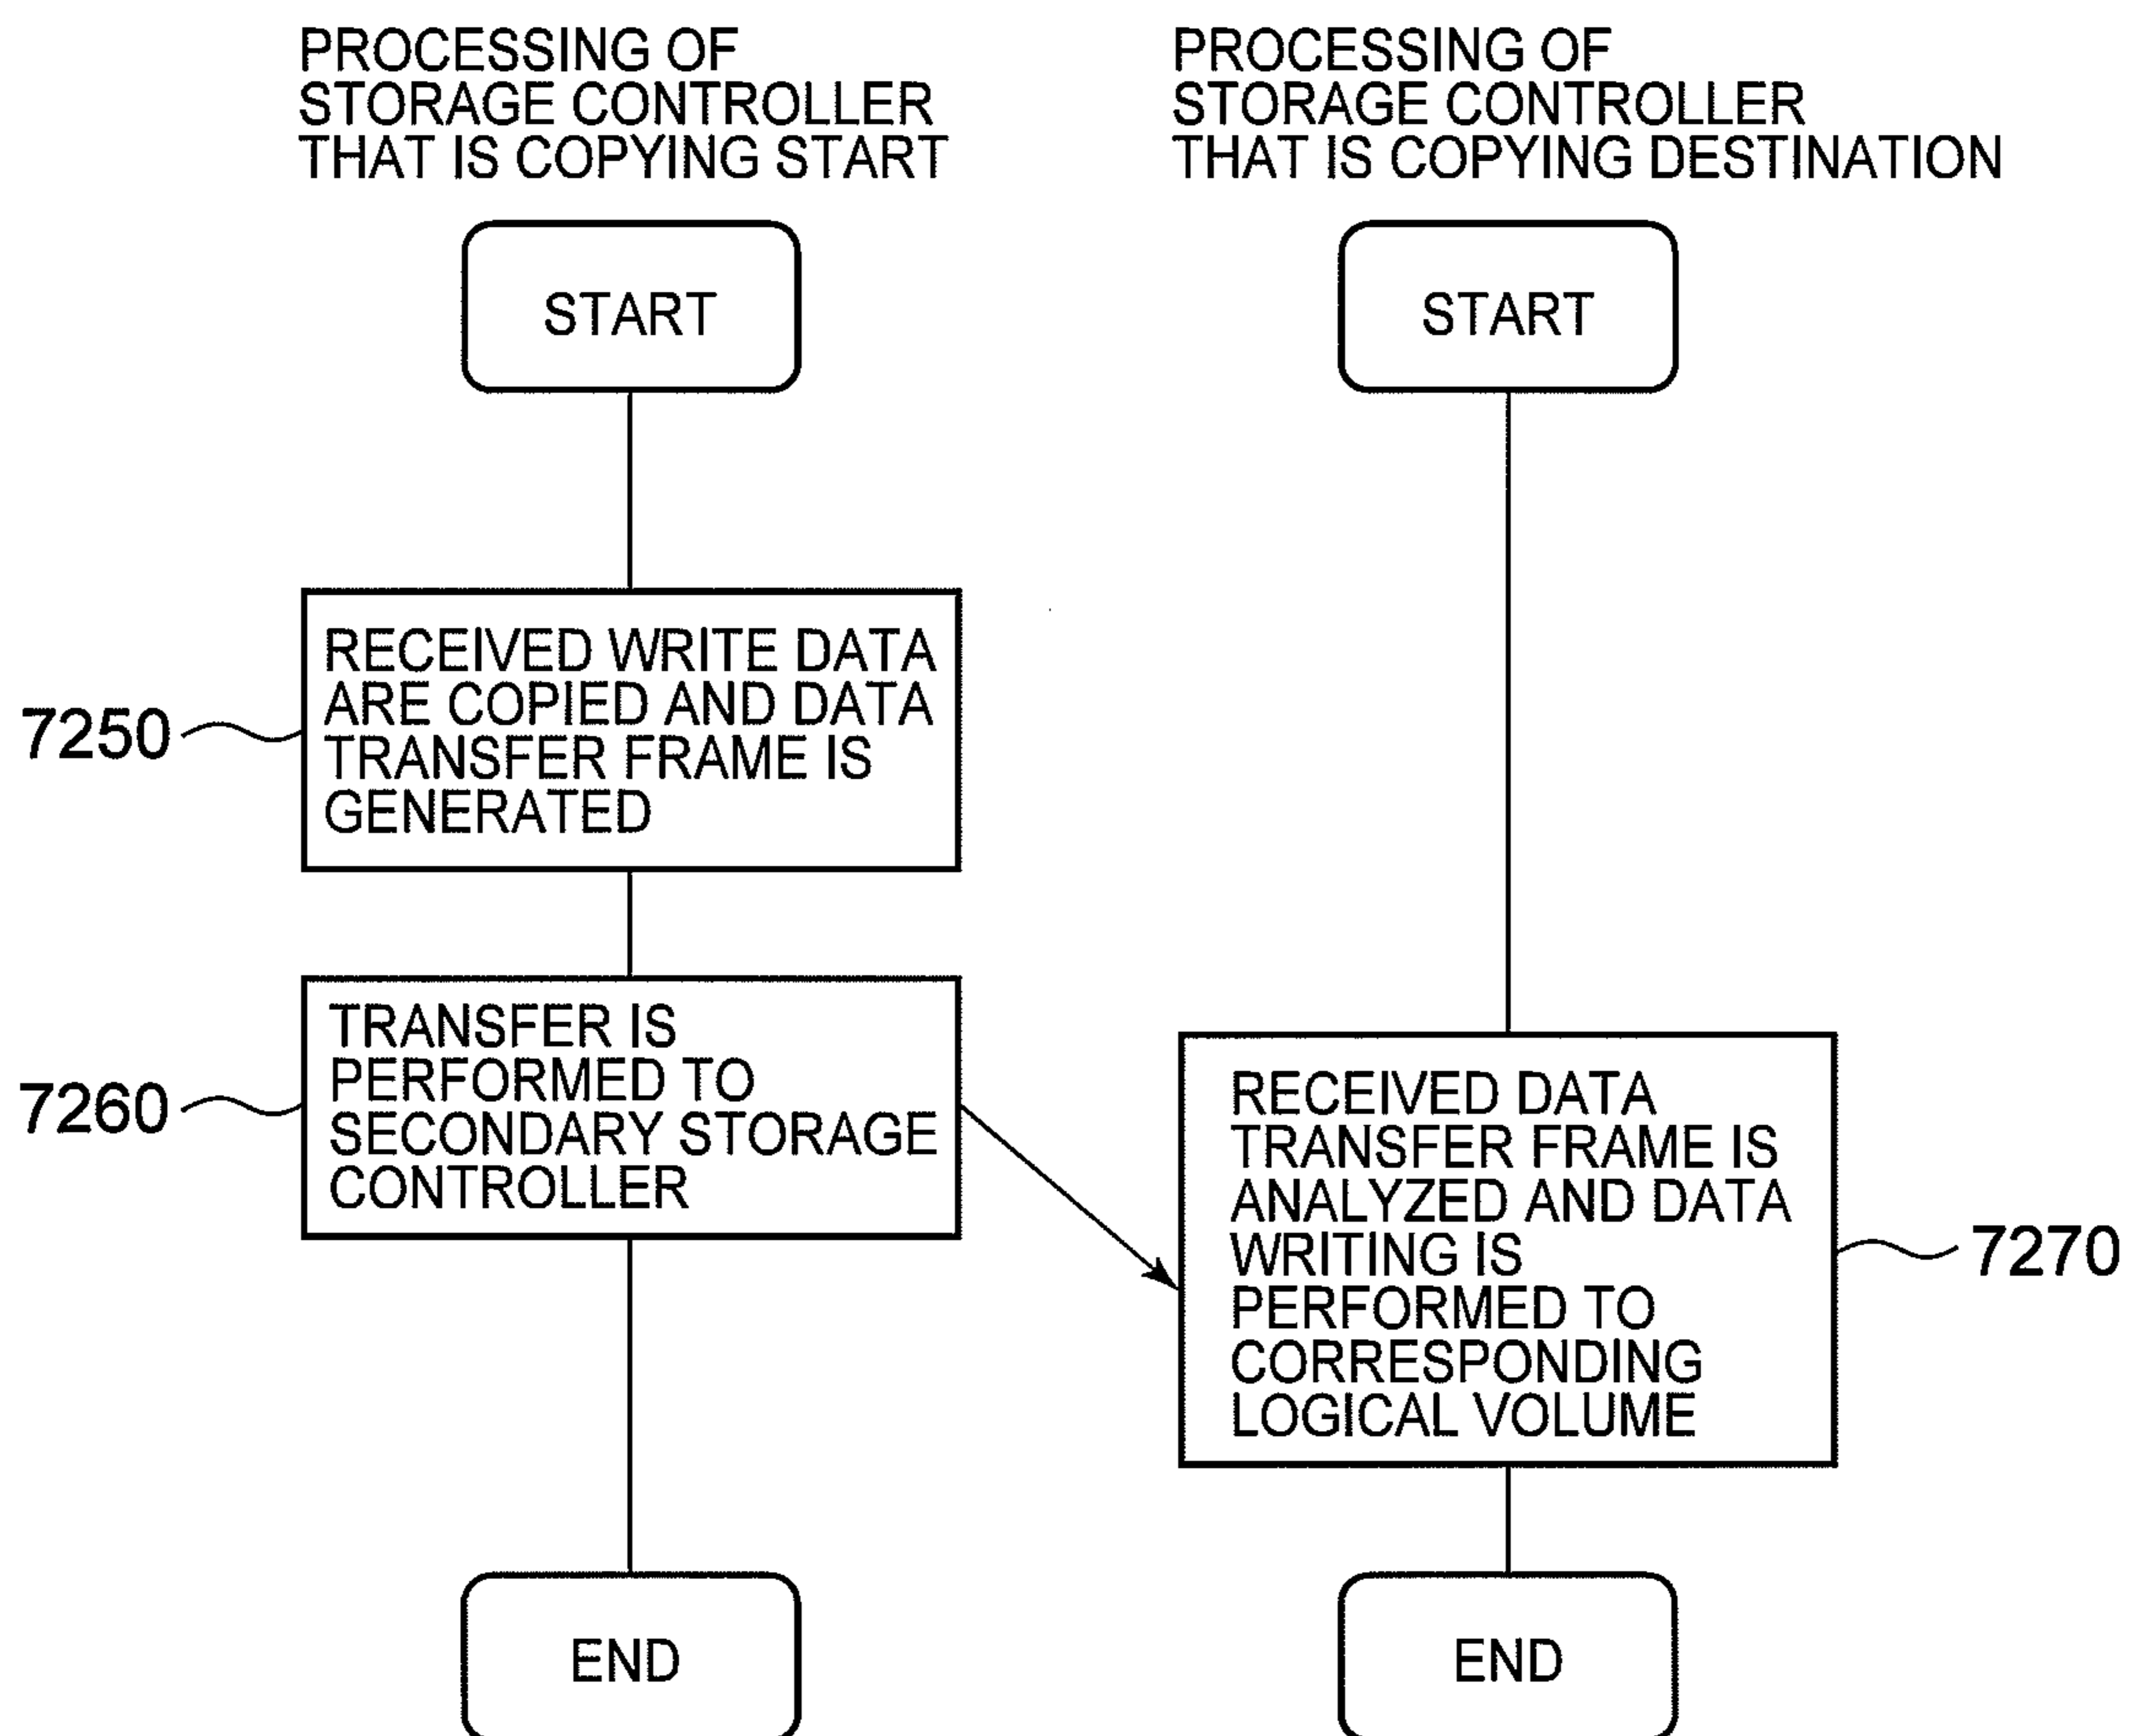 PROCESSING OF
STORAGE CONTROLLER
THAT IS COPYING START
START
7250
RECEIVED WRITE DATA
ARE COPIED AND DATA
TRANSFER FRAME IS
GENERATED
7260
TRANSFER IS
PERFORMED TO
SECONDARY STORAGE
CONTROLLER
END
PROCESSING OF
STORAGE CONTROLLER
THAT IS COPYING DESTINATION
START
RECEIVED DATA
TRANSFER FRAME IS
ANALYZED AND DATA
WRITING IS
PERFORMED TO
CORRESPONDING
LOGICAL VOLUME
7270
END